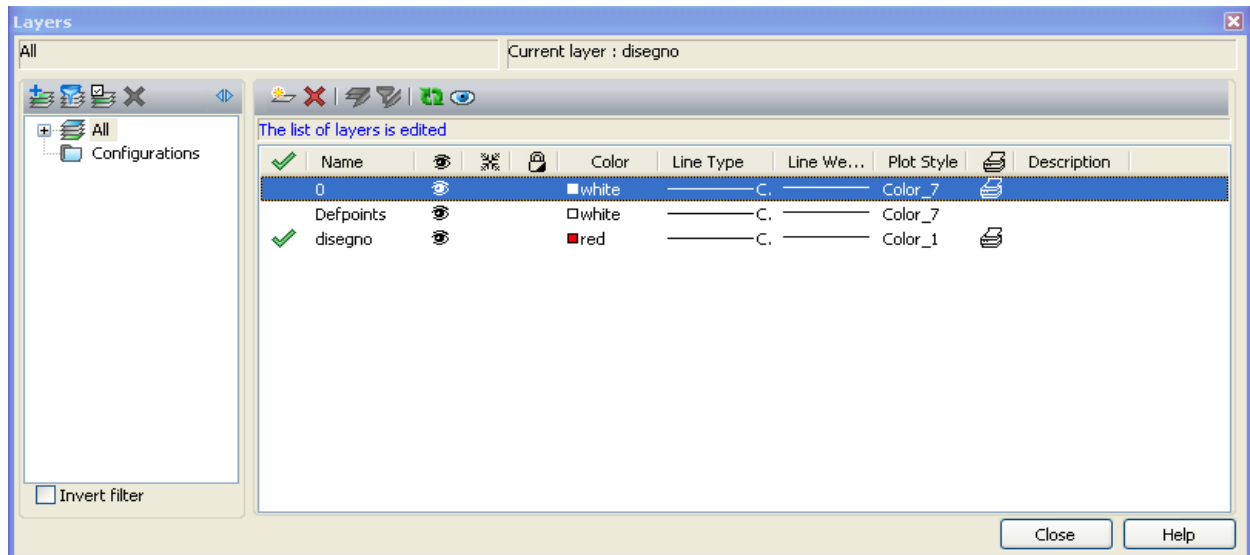 Layers
All Current layer : disegno
All
Configurations
Invert filter
The list of layers is edited
Name Color Line Type Line We... Plot Style Description
0 white C. Color_7
Defpoints white C. Color_7
disegno red C. Color_1
Close Help